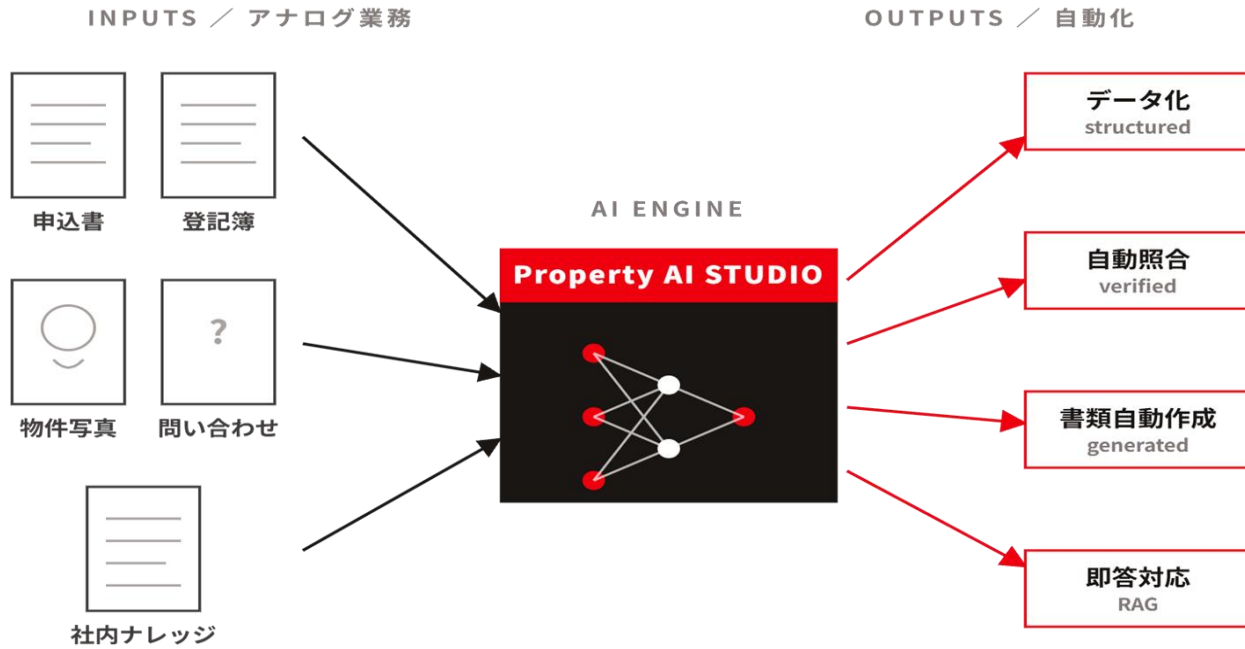 INPUTS ／ アナログ業務
OUTPUTS ／ 自動化
申込書
登記簿
物件写真
?
問い合わせ
社内ナレッジ
AI ENGINE
Property AI STUDIO
データ化
structured
自動照合
verified
書類自動作成
generated
即答対応
RAG